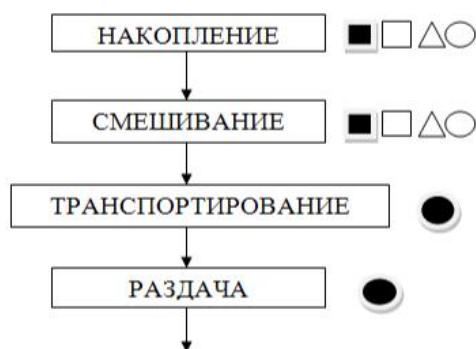 НАКОПЛЕНИЕ
СМЕШИВАНИЕ
ТРАНСПОРТИРОВАНИЕ
РАЗДАЧА